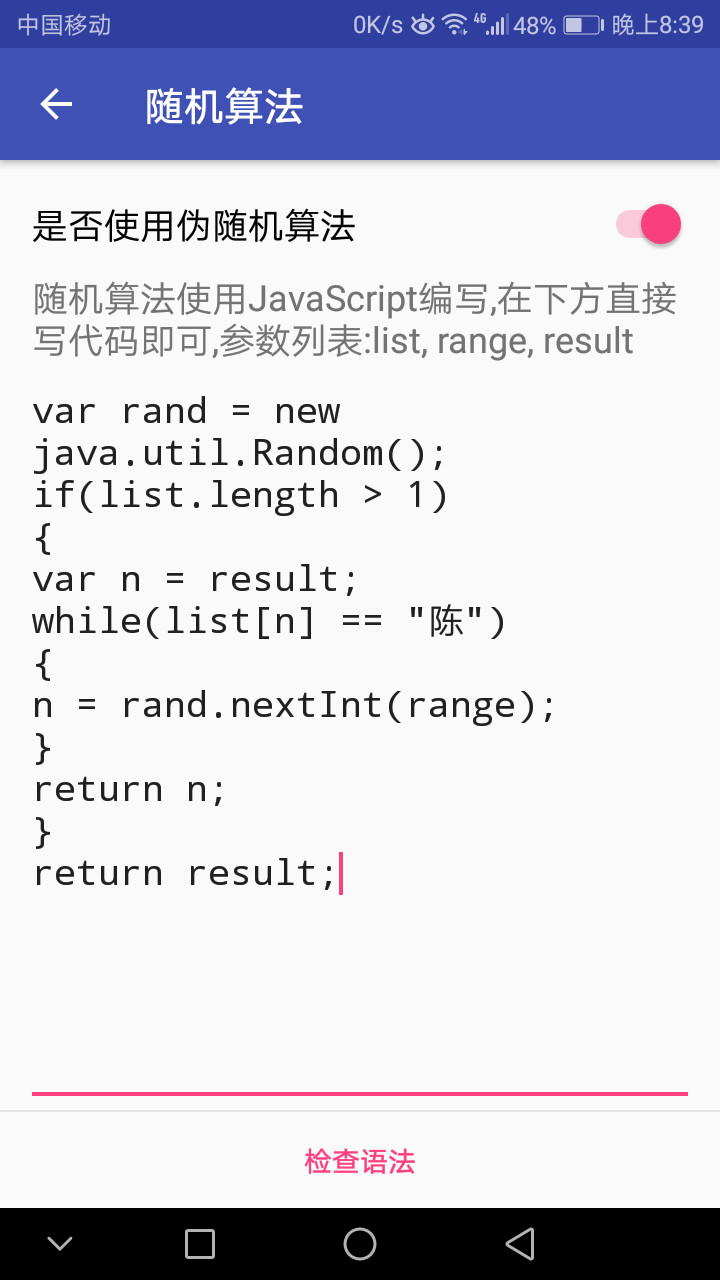 中国移动 0K/s 4G 48% 晚上8:39
随机算法
是否使用伪随机算法
随机算法使用JavaScript编写,在下方直接
写代码即可,参数列表:list, range, result
var rand = new
java.util.Random();
if(list.length > 1)
{
var n = result;
while(list[n] == "陈")
{
n = rand.nextInt(range);
}
return n;
}
return result;
检查语法